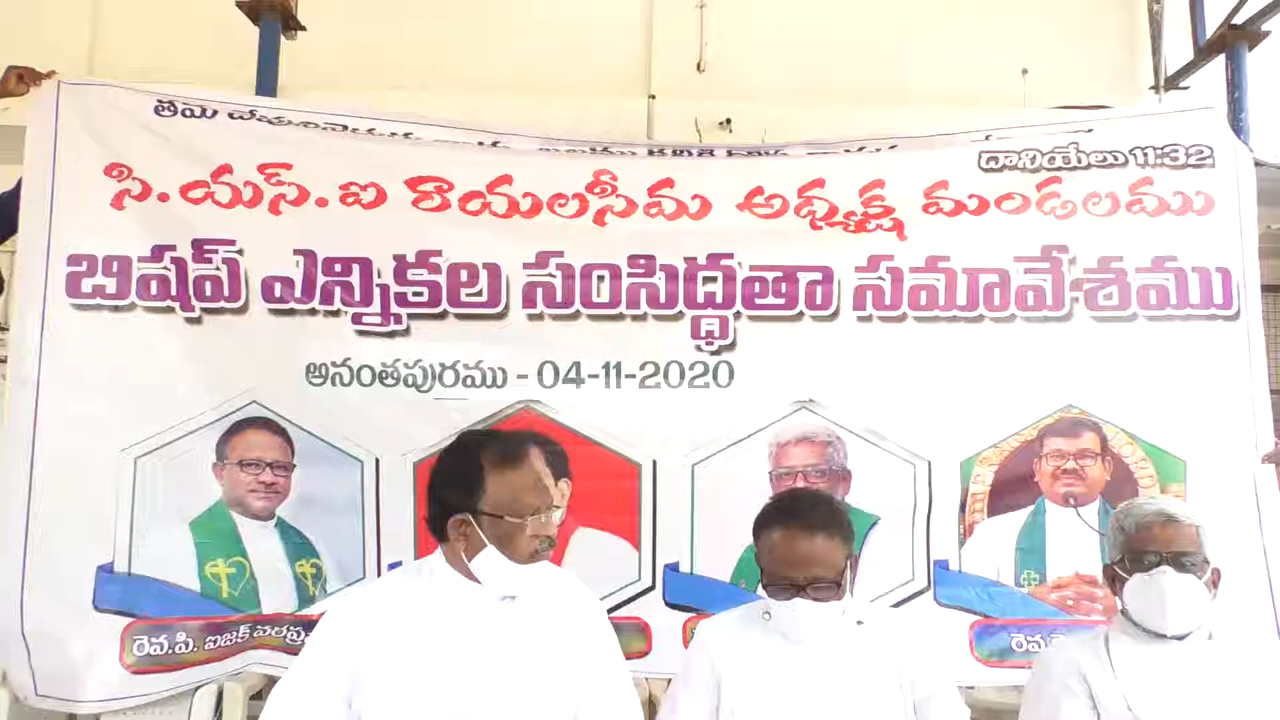 తమ
దానియేలు 11:32
సి.యస్.ఐ రాయలసీమ అధ్యక్ష మండలము
బిషప్ ఎన్నికల సంసిద్ధతా సమావేశము
అనంతపురము - 04-11-2020
రెవ.పి. ఐజక్